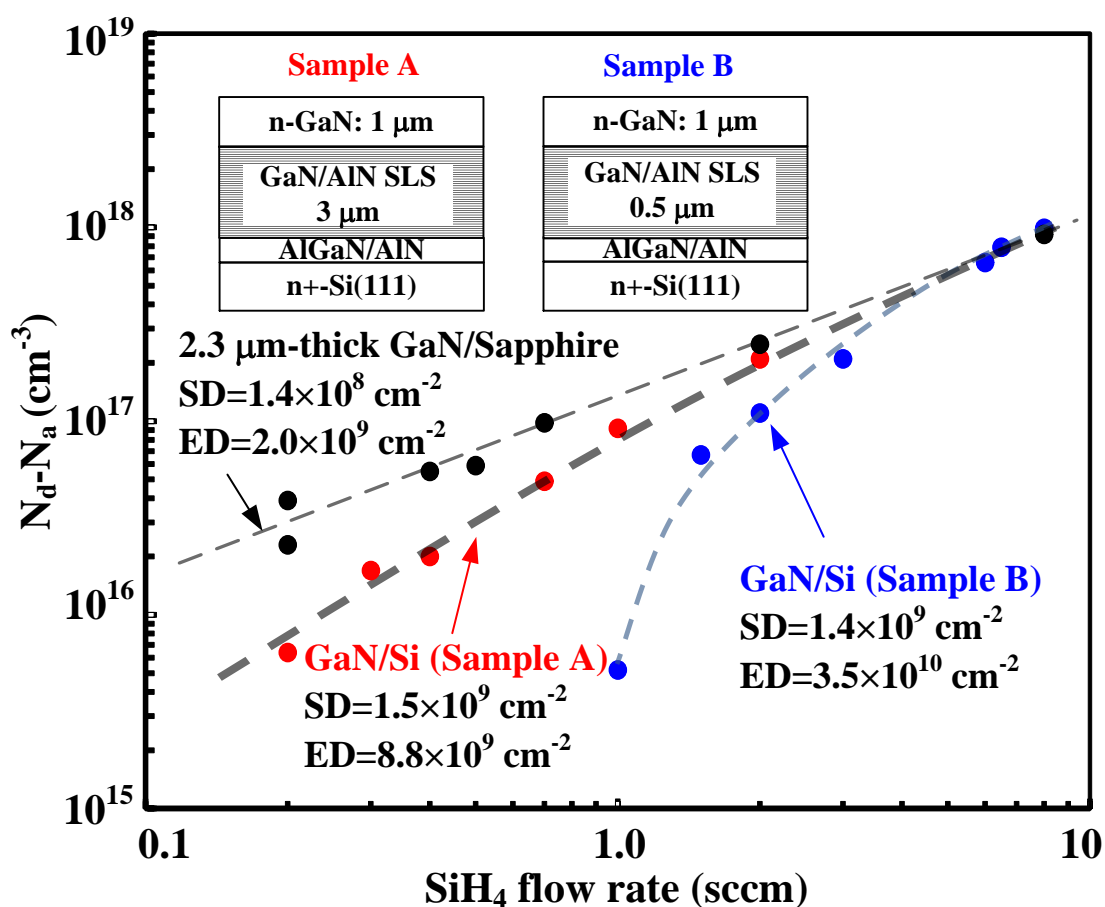 10^19
10^18
10^17
10^16
10^15
N_d-N_a (cm^-3)
Sample A
n-GaN: 1 μm
GaN/AlN SLS
3 μm
AlGaN/AlN
n+-Si(111)
Sample B
n-GaN: 1 μm
GaN/AlN SLS
0.5 μm
AlGaN/AlN
n+-Si(111)
2.3 μm-thick GaN/Sapphire
SD=1.4×10^8 cm^-2
ED=2.0×10^9 cm^-2
GaN/Si (Sample A)
SD=1.5×10^9 cm^-2
ED=8.8×10^9 cm^-2
GaN/Si (Sample B)
SD=1.4×10^9 cm^-2
ED=3.5×10^10 cm^-2
0.1
1.0
10
SiH_4 flow rate (sccm)